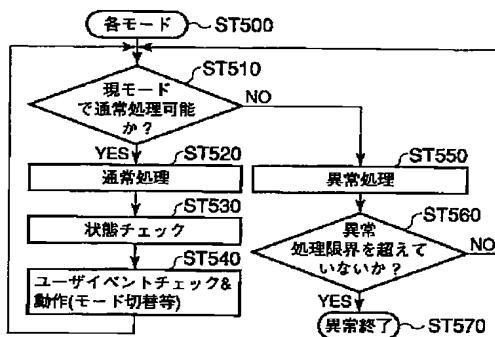 各モード
ST500
ST510
現モード
で通常処理可能
か?
NO
YES
ST520
通常処理
ST530
状態チェック
ST540
ユーザイベントチェック&
動作(モード切替等)
ST550
異常処理
ST560
異常
処理限界を超えて
いないか?
NO
YES
ST570
異常終了